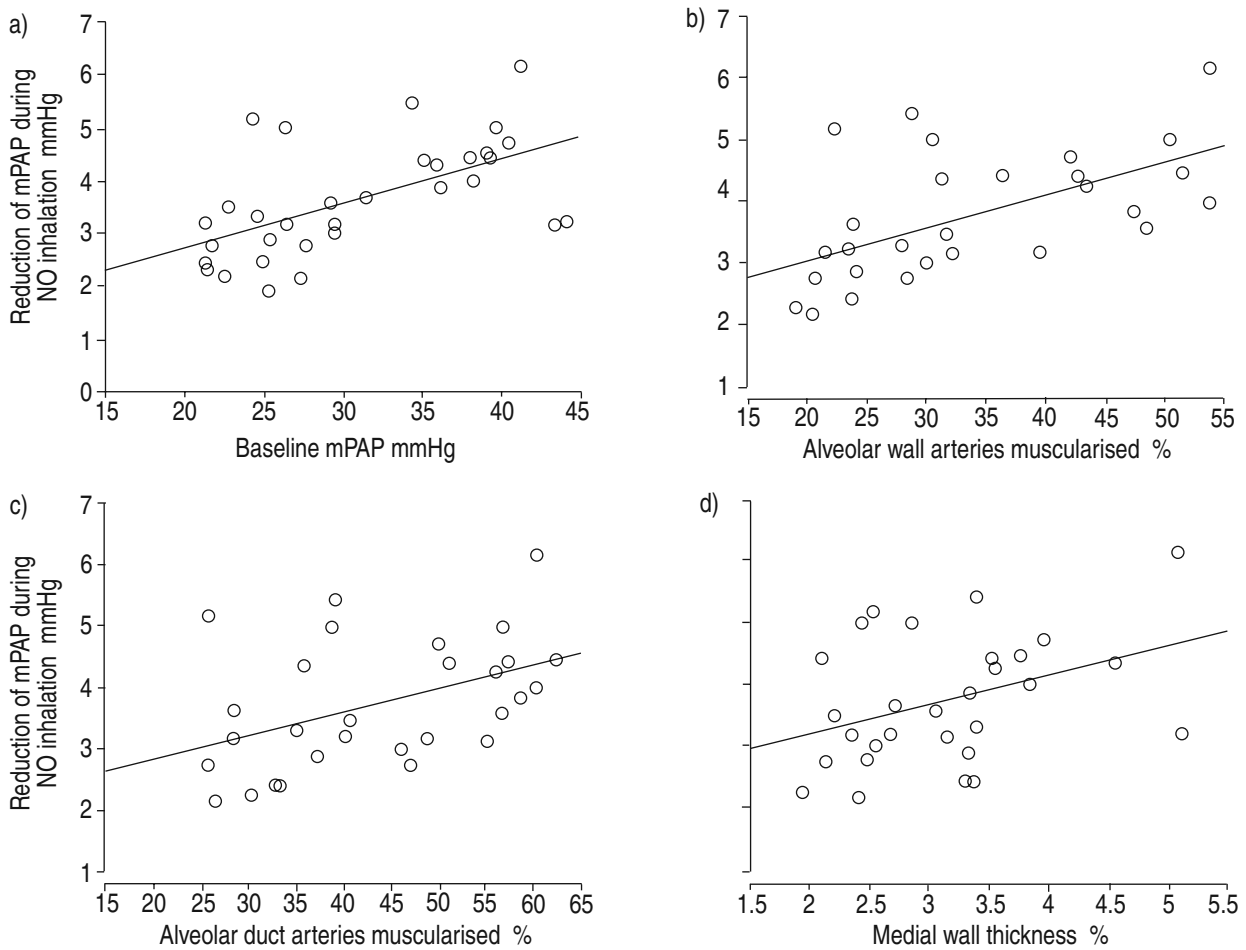 a)
Reduction of mPAP during
NO inhalation mmHg
7
6
5
4
3
2
1
0
15 20 25 30 35 40 45
Baseline mPAP mmHg
b)
7
6
5
4
3
2
1
15 20 25 30 35 40 45 50 55
Alveolar wall arteries muscularised %
c)
Reduction of mPAP during
NO inhalation mmHg
7
6
5
4
3
2
1
15 20 25 30 35 40 45 50 55 60 65
Alveolar duct arteries muscularised %
d)
1.5 2 2.5 3 3.5 4 4.5 5 5.5
Medial wall thickness %